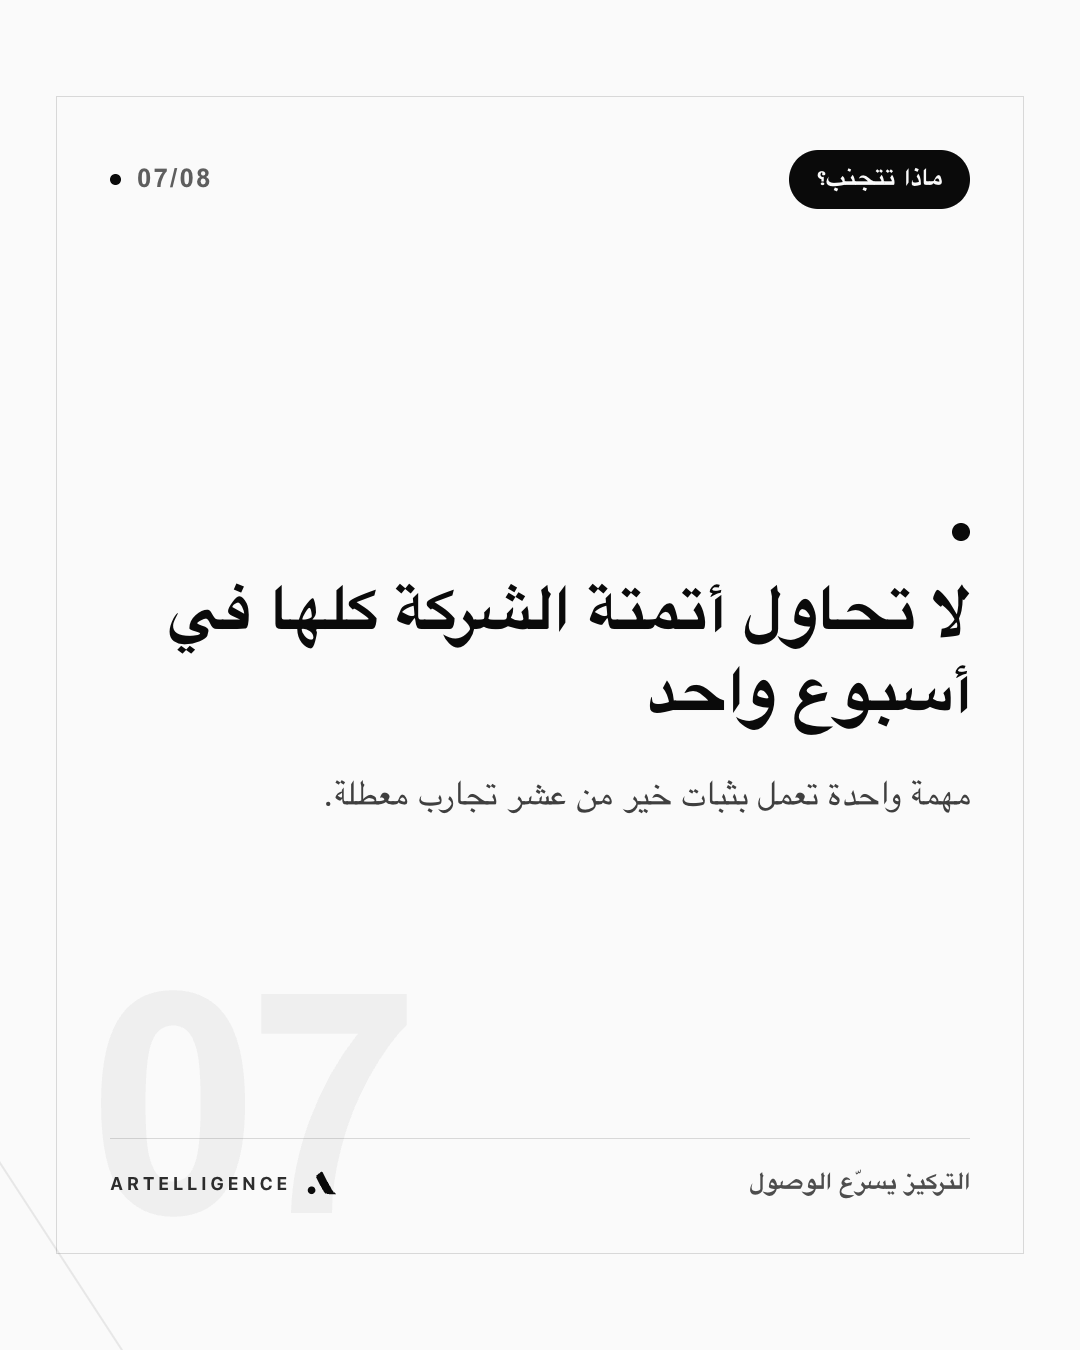 ماذا تتجنب؟
07/08
لا تحاول أتمتة الشركة كلها في
أسبوع واحد
مهمة واحدة تعمل بثبات خير من عشر تجارب معطلة.
07
التركيز يسرّع الوصول
ARTELLIGENCE